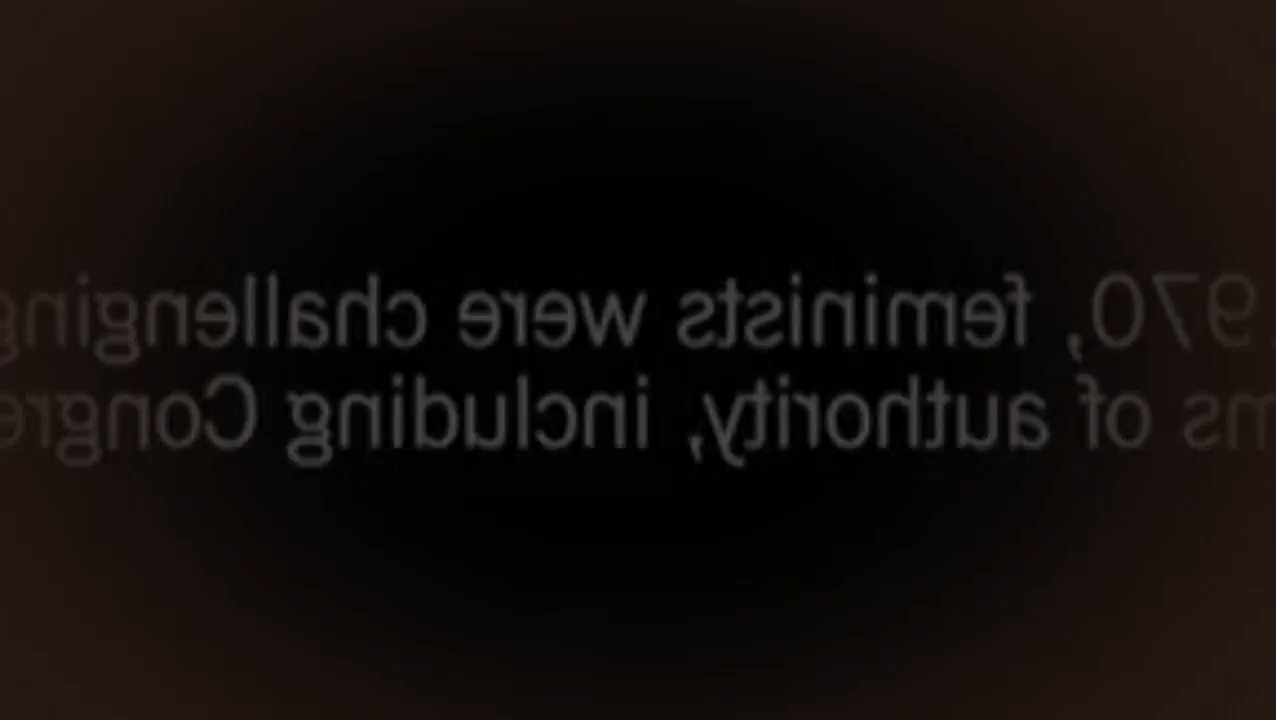 970, feminists were challenging
ms of authority, including Congre